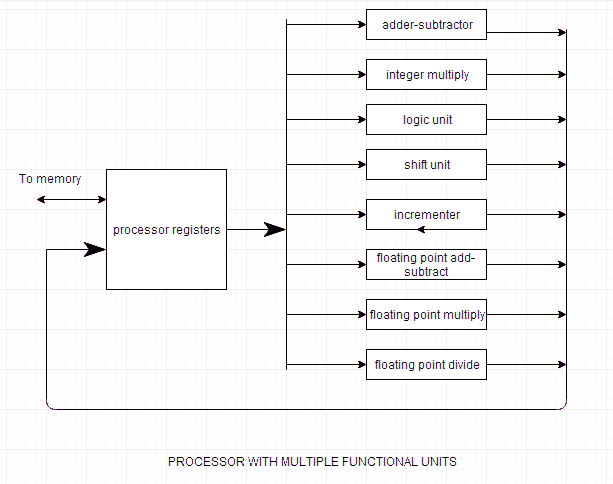 adder-subtractor
integer multiply
logic unit
shift unit
To memory
processor registers
incrementer
floating point add-
subtract
floating point multiply
floating point divide
PROCESSOR WITH MULTIPLE FUNCTIONAL UNITS